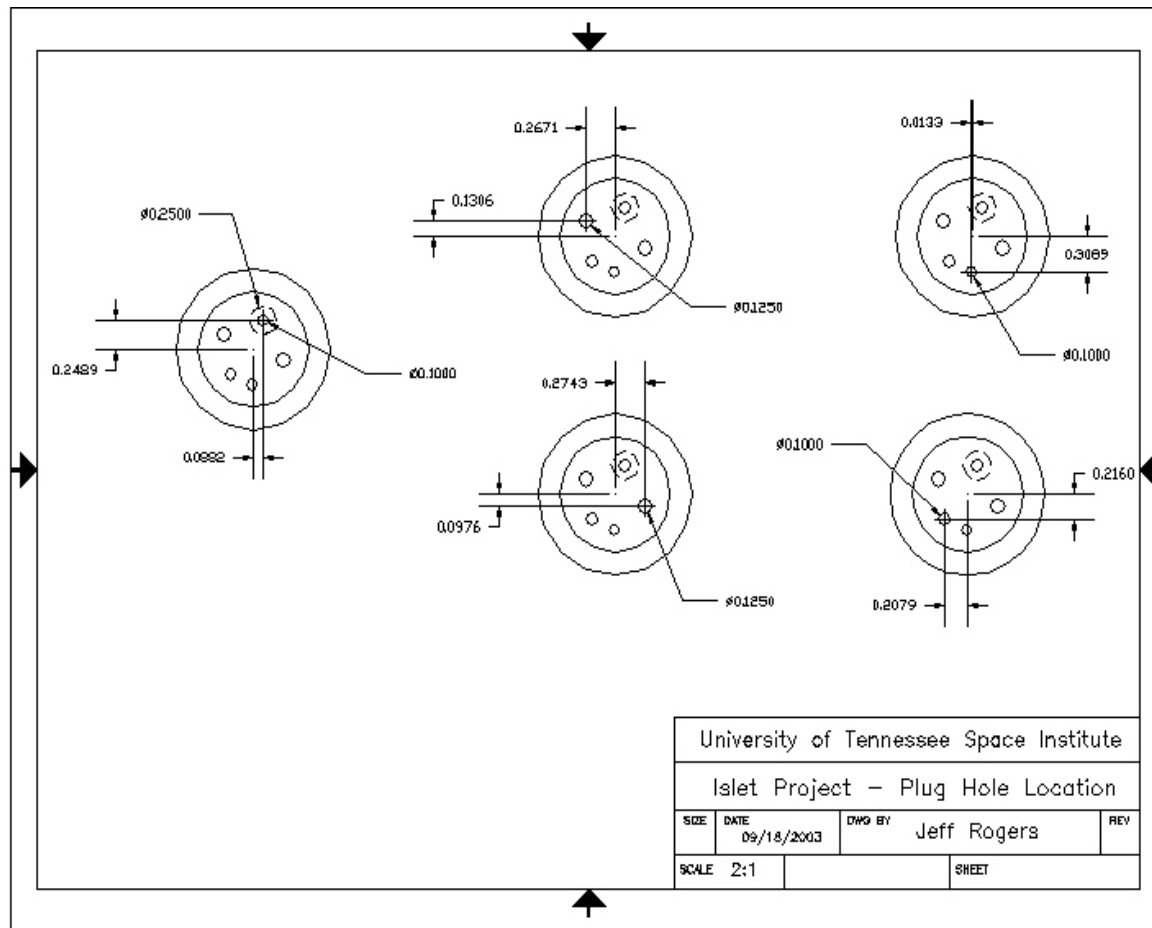 0.2671
0.0133
0.1306
Ø0.2500
0.3089
Ø0.1250
Ø0.1000
0.2489
Ø0.1000
0.2743
Ø0.1000
0.0882
0.2160
0.0976
Ø0.1250
0.2079
University of Tennessee Space Institute
Islet Project - Plug Hole Location
SIZE DATE DWG BY Jeff Rogers REV
09/18/2003
SCALE 2:1 SHEET